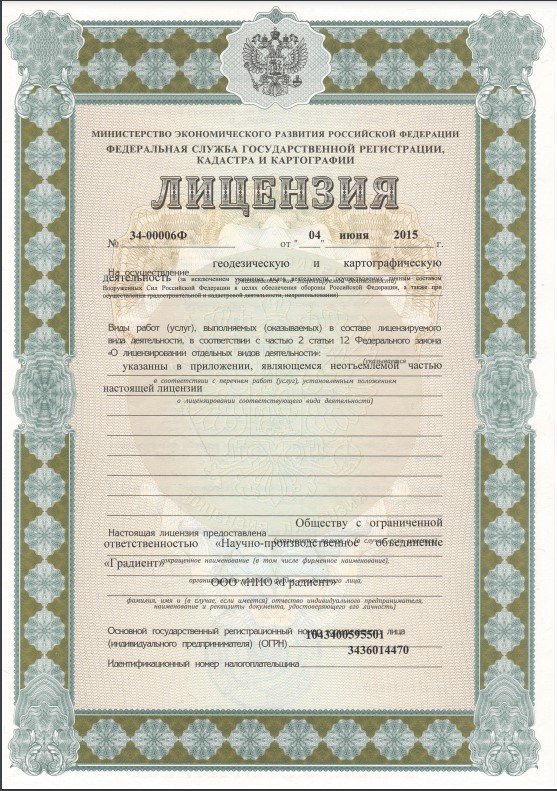 МИНИСТЕРСТВО ЭКОНОМИЧЕСКОГО РАЗВИТИЯ РОССИЙСКОЙ ФЕДЕРАЦИИ
ФЕДЕРАЛЬНАЯ СЛУЖБА ГОСУДАРСТВЕННОЙ РЕГИСТРАЦИИ,
КАДАСТРА И КАРТОГРАФИИ
ЛИЦЕНЗИЯ
№ 34-00006Ф от "04" июня 2015 г.
На осуществление геодезическую и картографическую
деятельность (за исключением указанных видов деятельности, осуществляемых личным составом
Вооруженных Сил Российской Федерации в целях обеспечения обороны Российской Федерации, а также при
осуществлении градостроительной и кадастровой деятельности, недропользования)
Виды работ (услуг), выполняемых (оказываемых) в составе лицензируемого
вида деятельности, в соответствии с частью 2 статьи 12 Федерального закона
«О лицензировании отдельных видов деятельности»:
(указываются
указанны в приложении, являющемся неотъемлемой частью
в соответствии с перечнем работ (услуг), установленным положением
настоящей лицензии
о лицензировании соответствующего вида деятельности)
Настоящая лицензия предоставлена Обществу с ограниченной
ответственностью «Научно-производственное объединение
«Градиент»
сокращенное наименование (в том числе фирменное наименование),
ООО «НПО «Градиент»
фамилия, имя и (в случае, если имеется) отчество индивидуального предпринимателя,
наименование и реквизиты документа, удостоверяющего его личность)
Основной государственный регистрационный номер лица
(индивидуального предпринимателя) (ОГРН) 1043400595501
Идентификационный номер налогоплательщика 3436014470